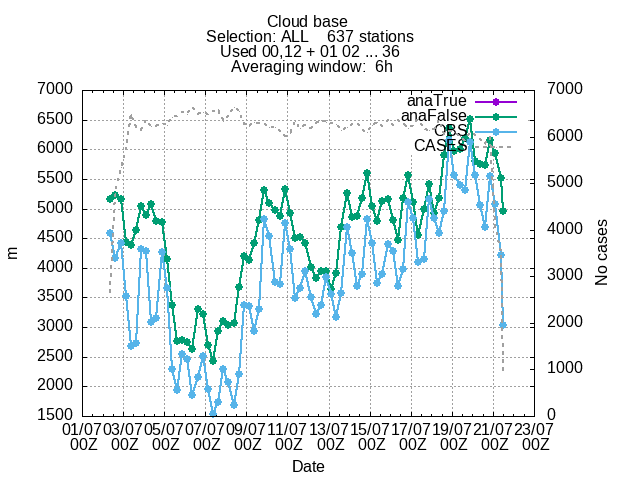 Cloud base
Selection: ALL    637 stations
Used 00,12 + 01 02 ... 36
Averaging window:  6h
7000
6500
6000
5500
5000
4500
4000
3500
3000
2500
2000
1500
m
anaTrue
anaFalse
OBS
CASES
7000
6000
5000
4000
3000
2000
1000
0
No cases
01/07 03/07 05/07 07/07 09/07 11/07 13/07 15/07 17/07 19/07 21/07 23/07
00Z 00Z 00Z 00Z 00Z 00Z 00Z 00Z 00Z 00Z 00Z 00Z
Date